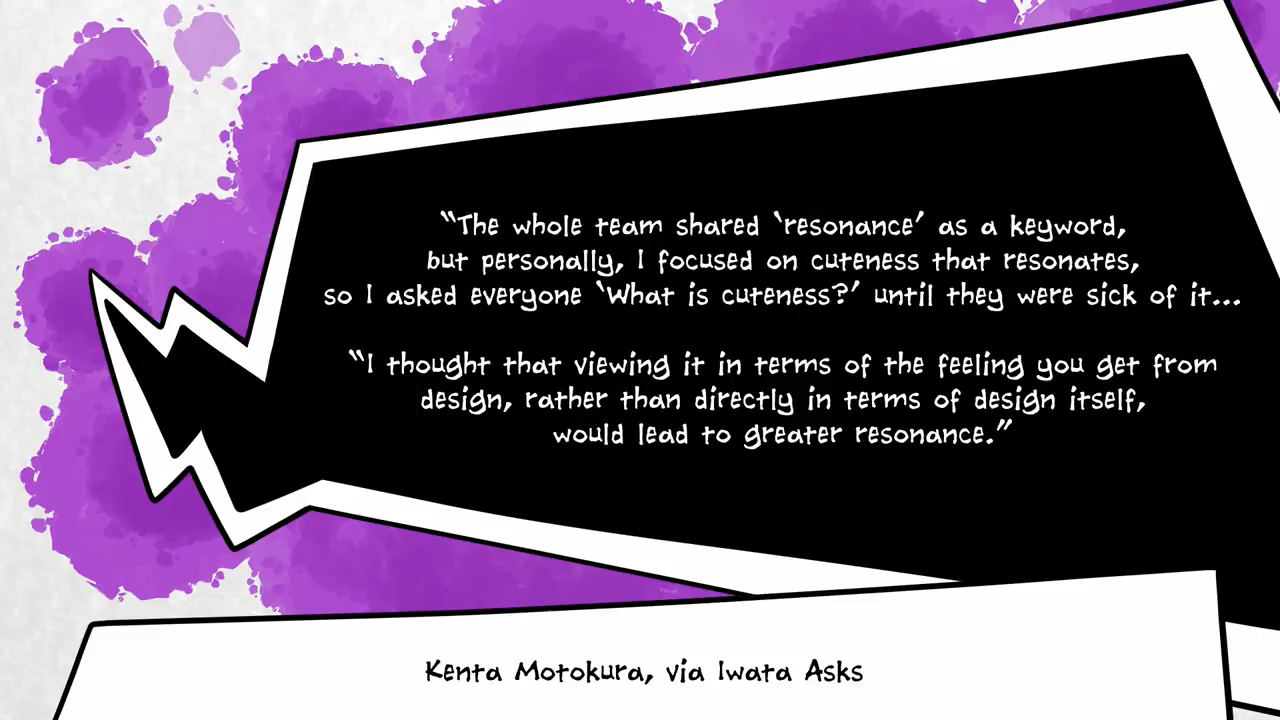 “The whole team shared ‘resonance’ as a keyword,
but personally, I focused on cuteness that resonates,
so I asked everyone ‘What is cuteness?’ until they were sick of it...
“I thought that viewing it in terms of the feeling you get from
design, rather than directly in terms of design itself,
would lead to greater resonance.”
Kenta Motokura, via Iwata Asks